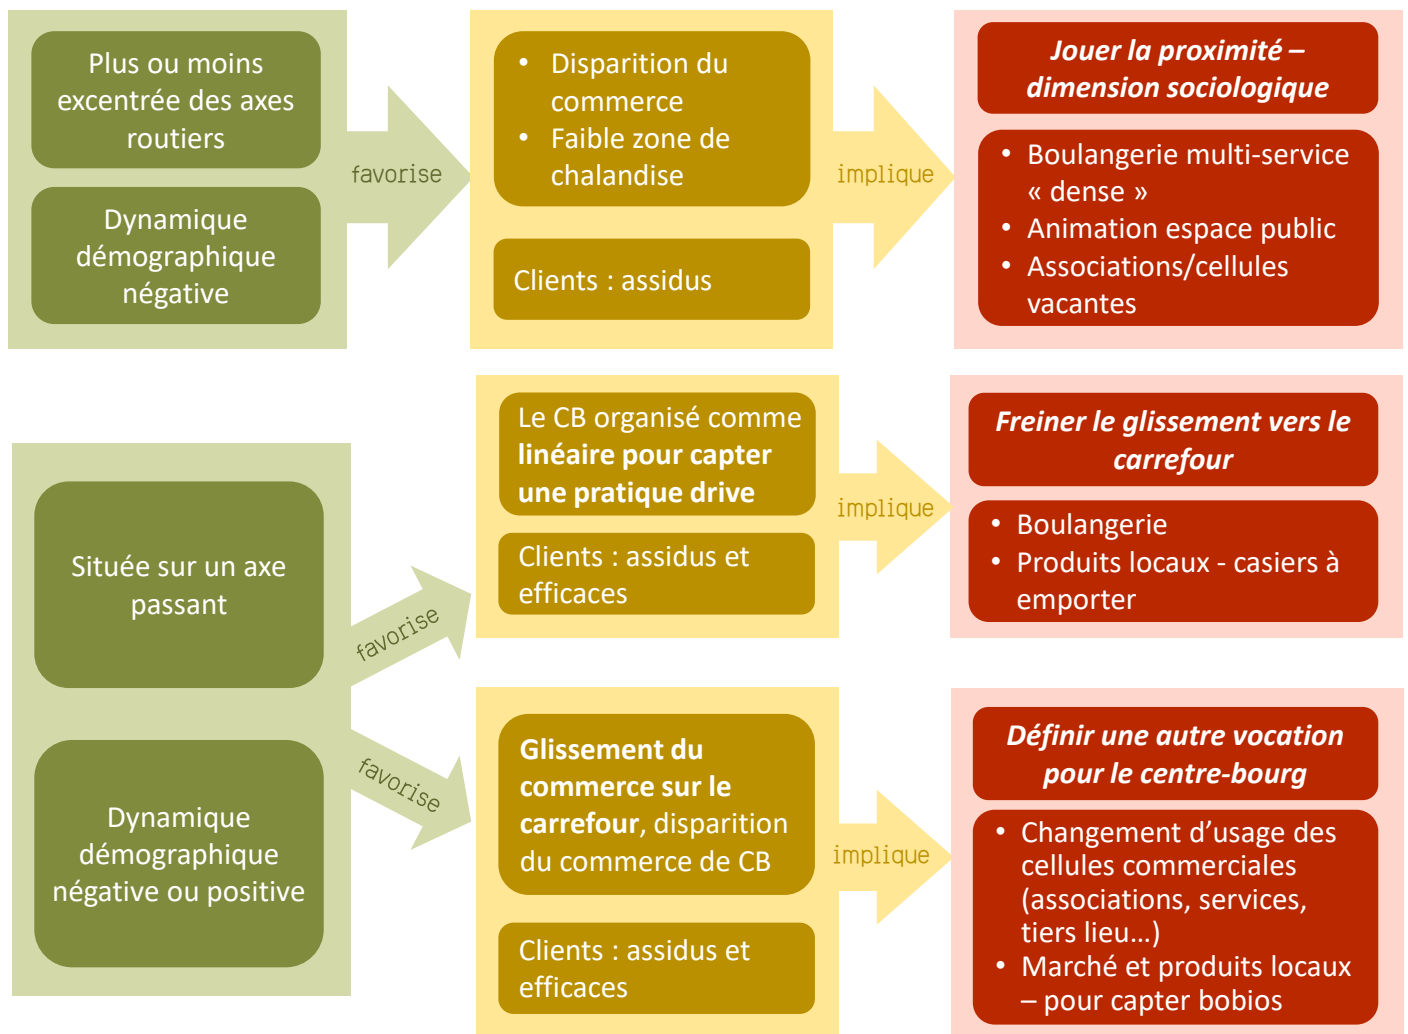 Plus ou moins
excentrée des axes
routiers
Dynamique
démographique
négative
favorise
• Disparition du
commerce
• Faible zone de
chalandise
Clients : assidus
implique
Jouer la proximité –
dimension sociologique
• Boulangerie multi-service
« dense »
• Animation espace public
• Associations/cellules
vacantes
Située sur un axe
passant
Dynamique
démographique
négative ou positive
favorise
Le CB organisé comme
linéaire pour capter
une pratique drive
Clients : assidus et
efficaces
implique
Freiner le glissement vers le
carrefour
• Boulangerie
• Produits locaux - casiers à
emporter
favorise
Glissement du
commerce sur le
carrefour, disparition
du commerce de CB
Clients : assidus et
efficaces
implique
Définir une autre vocation
pour le centre-bourg
• Changement d’usage des
cellules commerciales
(associations, services,
tiers lieu…)
• Marché et produits locaux
– pour capter bobios